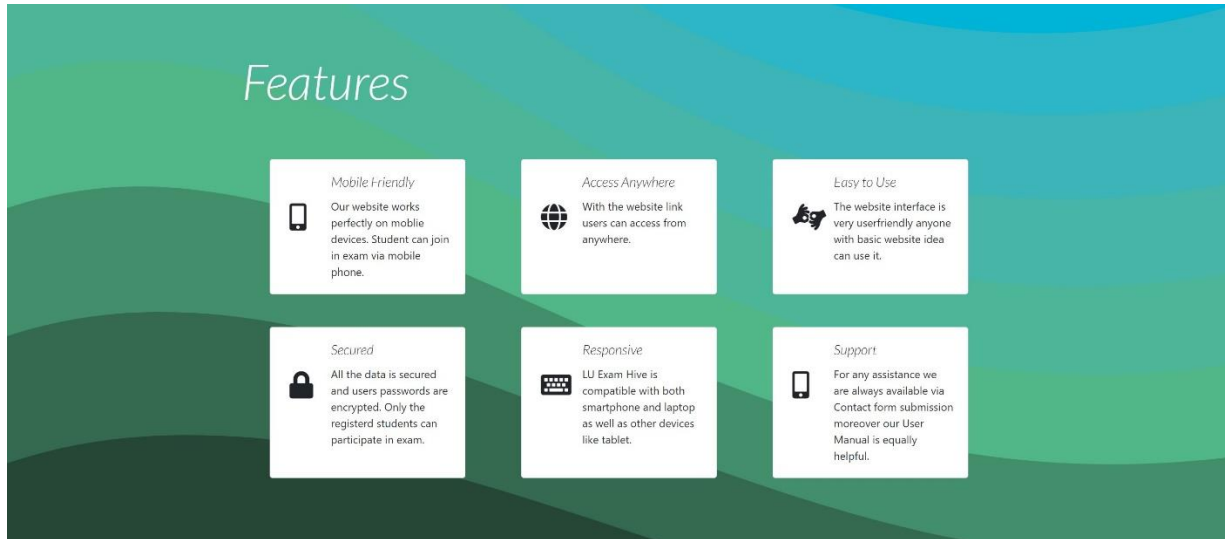 Features
Mobile Friendly
Our website works
perfectly on moblie
devices. Student can join
in exam via mobile
phone.
Access Anywhere
With the website link
users can access from
anywhere.
Easy to Use
The website interface is
very userfriendly anyone
with basic website idea
can use it.
Secured
All the data is secured
and users passwords are
encrypted. Only the
registerd students can
participate in exam.
Responsive
LU Exam Hive is
compatible with both
smartphone and laptop
as well as other devices
like tablet.
Support
For any assistance we
are always available via
Contact form submission
moreover our User
Manual is equally
helpful.